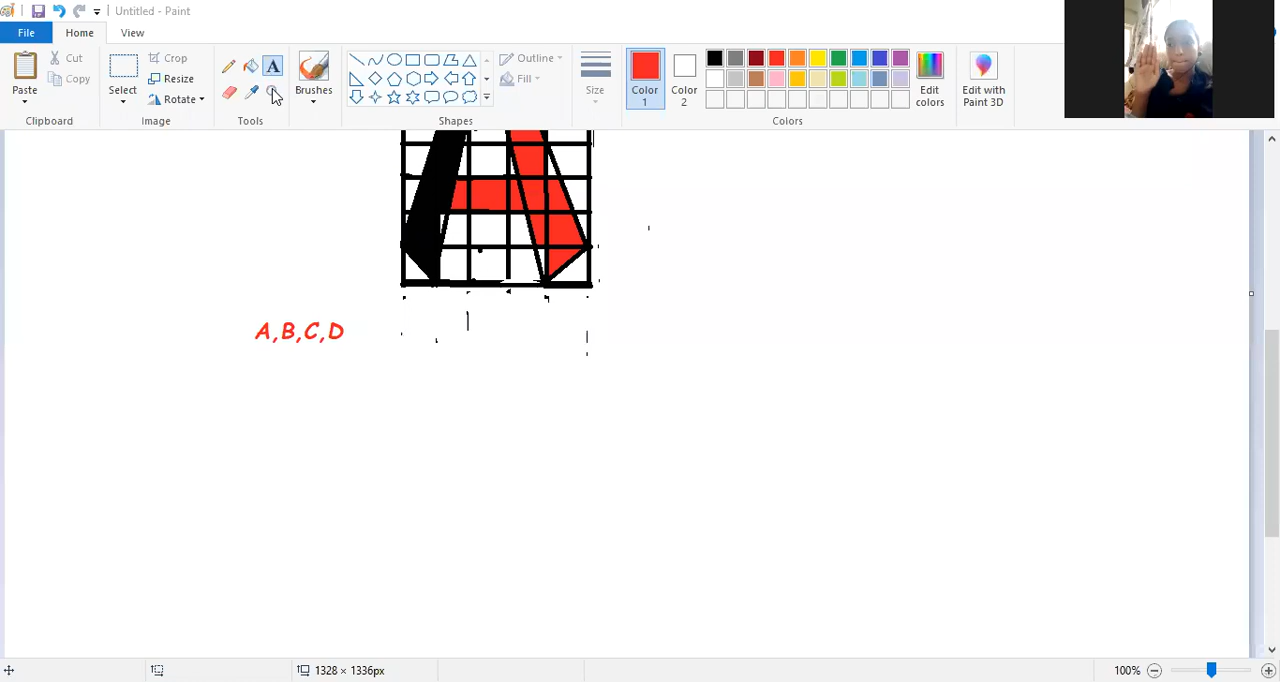 Untitled - Paint
File Home View
Paste
Cut
Copy
Clipboard
Select
Crop
Resize
Rotate
Image
A
Tools
Brushes
Shapes
Outline
Fill
Size
Color 1
Color 2
Edit colors
Edit with Paint 3D
Colors
A,B,C,D
1328 × 1336px
100%